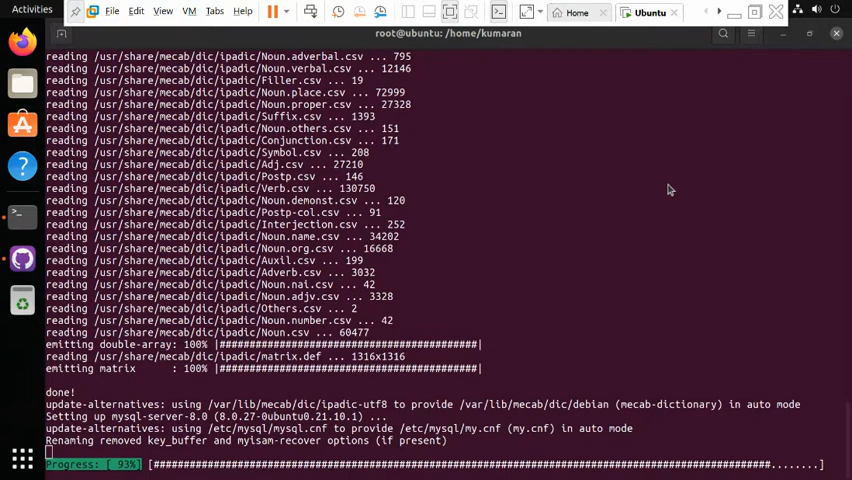 Activities
File Edit View VM Tabs Help
Home
Ubuntu
root@ubuntu: /home/kumaran
reading /usr/share/mecab/dic/ipadic/Noun.adverbal.csv ... 795
reading /usr/share/mecab/dic/ipadic/Noun.verbal.csv ... 12146
reading /usr/share/mecab/dic/ipadic/Filler.csv ... 19
reading /usr/share/mecab/dic/ipadic/Noun.place.csv ... 72999
reading /usr/share/mecab/dic/ipadic/Noun.proper.csv ... 27328
reading /usr/share/mecab/dic/ipadic/Suffix.csv ... 1393
reading /usr/share/mecab/dic/ipadic/Noun.others.csv ... 151
reading /usr/share/mecab/dic/ipadic/Conjunction.csv ... 171
reading /usr/share/mecab/dic/ipadic/Symbol.csv ... 208
reading /usr/share/mecab/dic/ipadic/Adj.csv ... 27210
reading /usr/share/mecab/dic/ipadic/Postp.csv ... 146
reading /usr/share/mecab/dic/ipadic/Verb.csv ... 130750
reading /usr/share/mecab/dic/ipadic/Noun.demonst.csv ... 120
reading /usr/share/mecab/dic/ipadic/Postp-col.csv ... 91
reading /usr/share/mecab/dic/ipadic/Interjection.csv ... 252
reading /usr/share/mecab/dic/ipadic/Noun.name.csv ... 34202
reading /usr/share/mecab/dic/ipadic/Noun.org.csv ... 16668
reading /usr/share/mecab/dic/ipadic/Auxil.csv ... 199
reading /usr/share/mecab/dic/ipadic/Adverb.csv ... 3032
reading /usr/share/mecab/dic/ipadic/Noun.nai.csv ... 42
reading /usr/share/mecab/dic/ipadic/Noun.adjv.csv ... 3328
reading /usr/share/mecab/dic/ipadic/Others.csv ... 2
reading /usr/share/mecab/dic/ipadic/Noun.number.csv ... 42
reading /usr/share/mecab/dic/ipadic/Noun.csv ... 60477
emitting double-array: 100% |###########################################|
reading /usr/share/mecab/dic/ipadic/matrix.def ... 1316x1316
emitting matrix      : 100% |###########################################|
done!
update-alternatives: using /var/lib/mecab/dic/ipadic-utf8 to provide /var/lib/mecab/dic/debian (mecab-dictionary) in auto mode
Setting up mysql-server-8.0 (8.0.27-0ubuntu0.21.10.1) ...
update-alternatives: using /etc/mysql/mysql.cnf to provide /etc/mysql/my.cnf (my.cnf) in auto mode
Renaming removed key_buffer and myisam-recover options (if present)
Progress: [ 93%] [#######################################################################################################........]